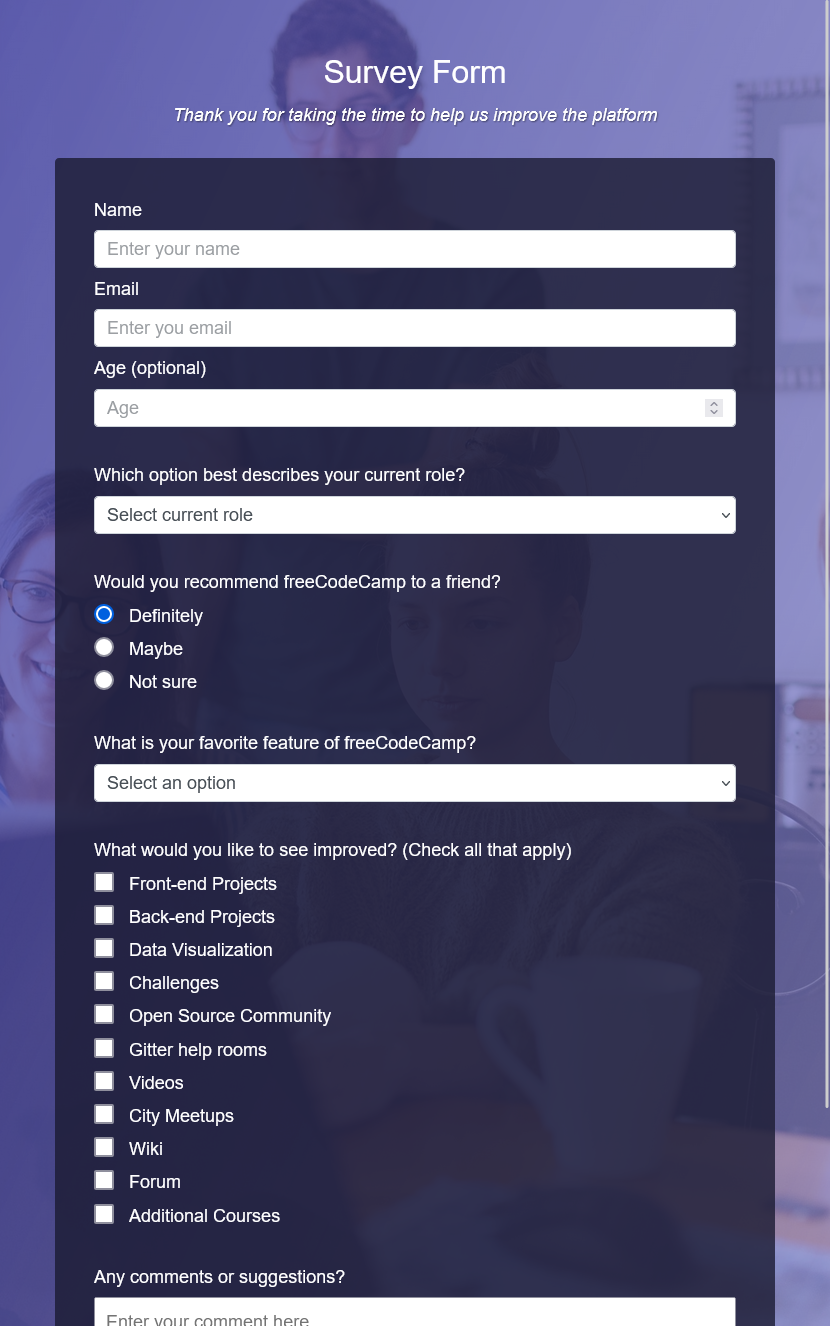 Survey Form
Thank you for taking the time to help us improve the platform
Name
Enter your name
Email
Enter you email
Age (optional)
Age
Which option best describes your current role?
Select current role
Would you recommend freeCodeCamp to a friend?
Definitely
Maybe
Not sure
What is your favorite feature of freeCodeCamp?
Select an option
What would you like to see improved? (Check all that apply)
Front-end Projects
Back-end Projects
Data Visualization
Challenges
Open Source Community
Gitter help rooms
Videos
City Meetups
Wiki
Forum
Additional Courses
Any comments or suggestions?
Enter your comment here